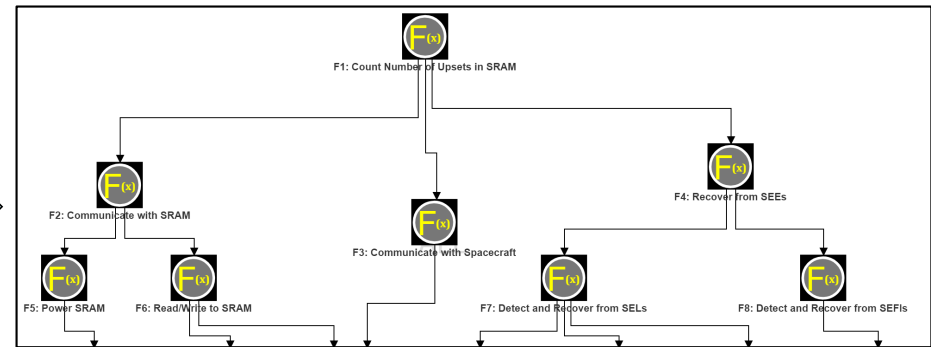 F(x)
F1: Count Number of Upsets in SRAM
F(x)
F2: Communicate with SRAM
F(x)
F4: Recover from SEEs
F(x)
F3: Communicate with Spacecraft
F(x)
F5: Power SRAM
F(x)
F6: Read/Write to SRAM
F(x)
F7: Detect and Recover from SELs
F(x)
F8: Detect and Recover from SEFIs